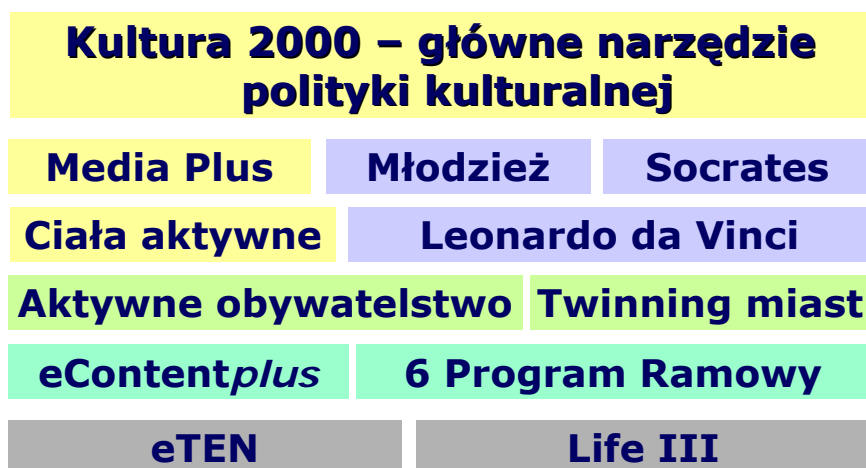 Kultura 2000 – główne narzędzie
polityki kulturalnej
Media Plus Młodzież Socrates
Ciała aktywne Leonardo da Vinci
Aktywne obywatelstwo Twinning miast
eContentplus 6 Program Ramowy
eTEN Life III